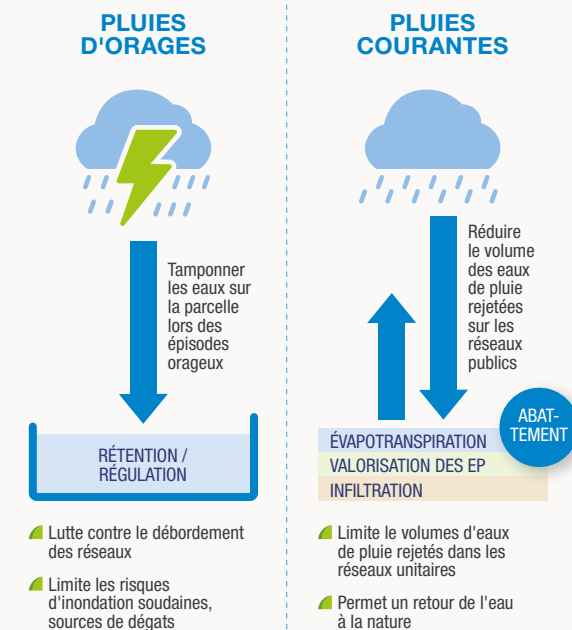 PLUIES
D'ORAGES
Tamponner
les eaux sur
la parcelle
lors des
épisodes
orageux
RÉTENTION /
RÉGULATION
Lutte contre le débordement
des réseaux
Limite les risques
d'inondation soudaines,
sources de dégats
PLUIES
COURANTES
Réduire
le volume
des eaux
de pluie
rejetées
sur les
réseaux
publics
ABAT-
TEMENT
ÉVAPOTRANSPIRATION
VALORISATION DES EP
INFILTRATION
Limite le volumes d'eaux
de pluie rejetés dans les
réseaux unitaires
Permet un retour de l'eau
à la nature